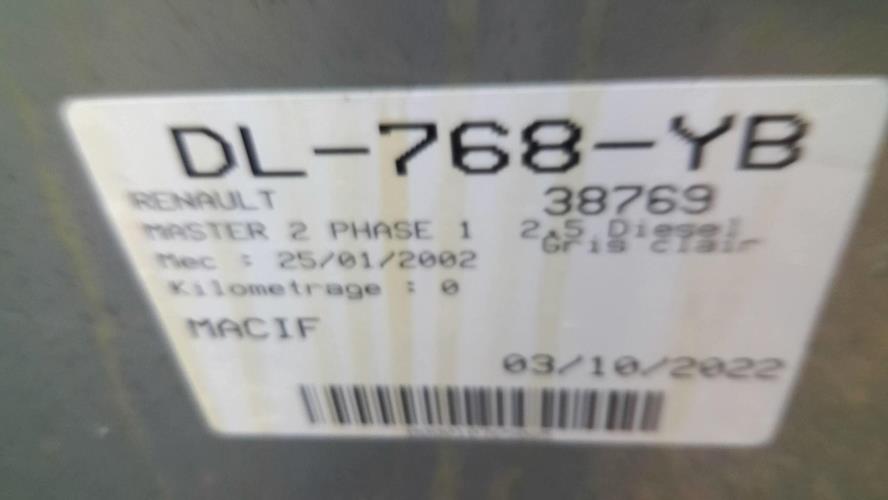 DL-768-YB
RENAULT 38769
MASTER 2 PHASE 1 2.5 Diesel
Gris clair
Mec : 25/01/2002
Kilometrage : 0
MACIF
03/10/2022